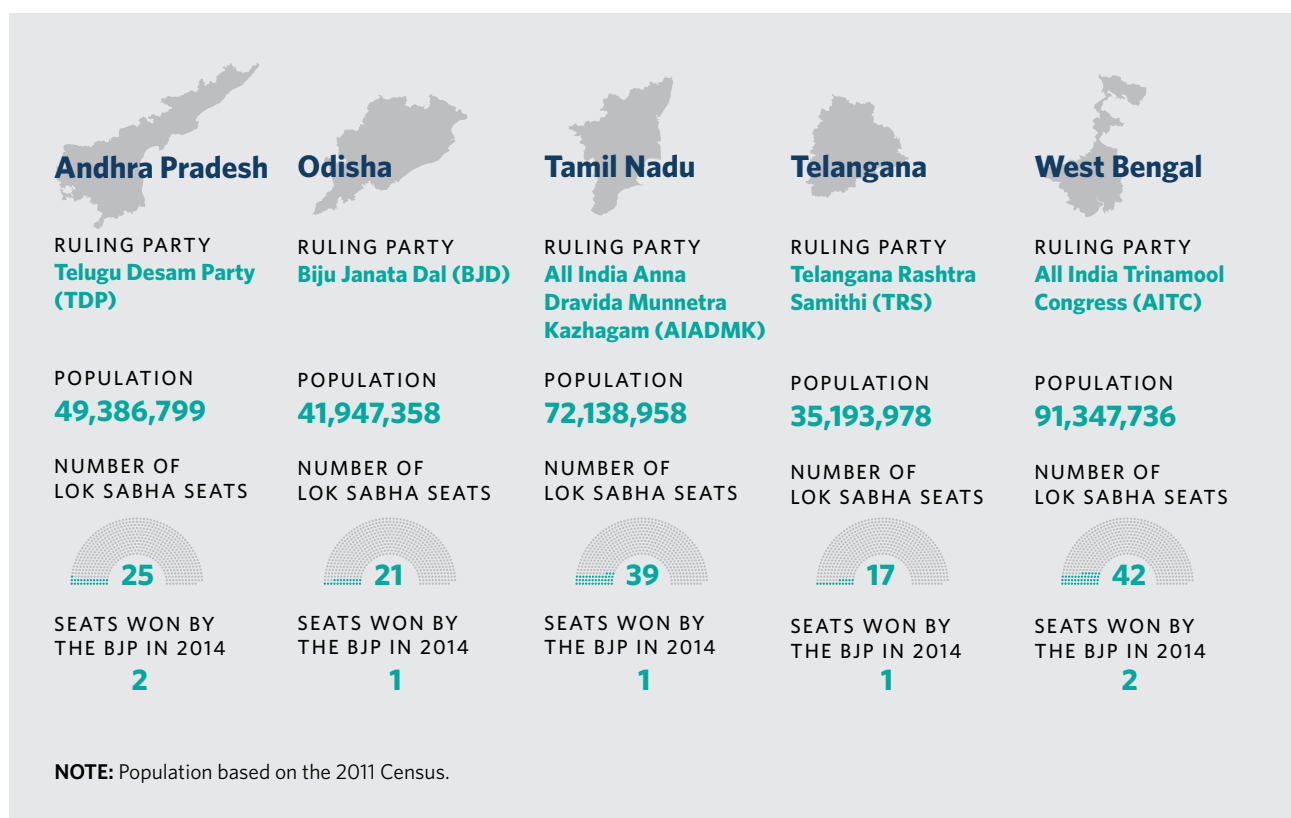 Andhra Pradesh
RULING PARTY
Telugu Desam Party
(TDP)
POPULATION
49,386,799
NUMBER OF
LOK SABHA SEATS
25
SEATS WON BY
THE BJP IN 2014
2
Odisha
RULING PARTY
Biju Janata Dal (BJD)
POPULATION
41,947,358
NUMBER OF
LOK SABHA SEATS
21
SEATS WON BY
THE BJP IN 2014
1
Tamil Nadu
RULING PARTY
All India Anna
Dravida Munnetra
Kazhagam (AIADMK)
POPULATION
72,138,958
NUMBER OF
LOK SABHA SEATS
39
SEATS WON BY
THE BJP IN 2014
1
Telangana
RULING PARTY
Telangana Rashtra
Samithi (TRS)
POPULATION
35,193,978
NUMBER OF
LOK SABHA SEATS
17
SEATS WON BY
THE BJP IN 2014
1
West Bengal
RULING PARTY
All India Trinamool
Congress (AITC)
POPULATION
91,347,736
NUMBER OF
LOK SABHA SEATS
42
SEATS WON BY
THE BJP IN 2014
2
NOTE: Population based on the 2011 Census.